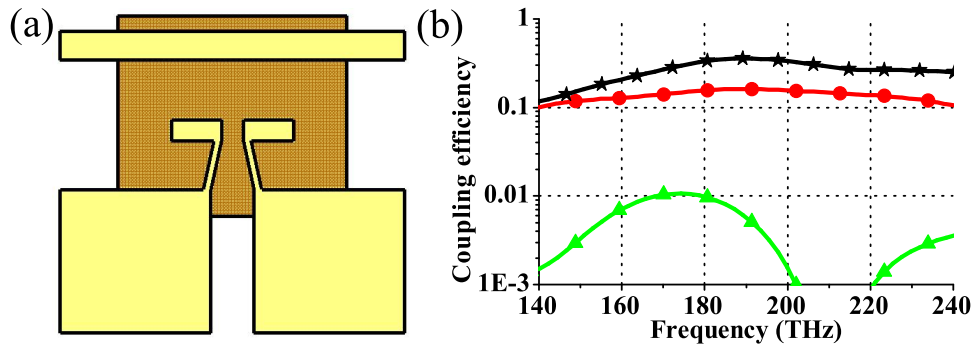 (a)
(b)
Coupling efficiency
1
0.1
0.01
1E-3
140 160 180 200 220 240
Frequency (THz)